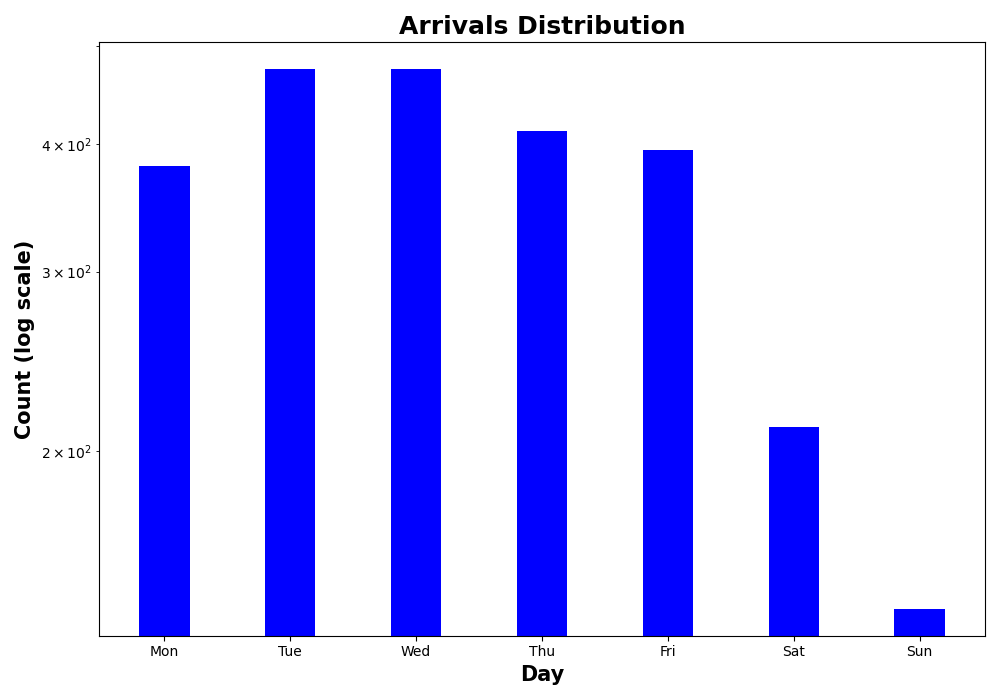 Arrivals Distribution
Count (log scale)
4 × 10²
3 × 10²
2 × 10²
Mon Tue Wed Thu Fri Sat Sun
Day